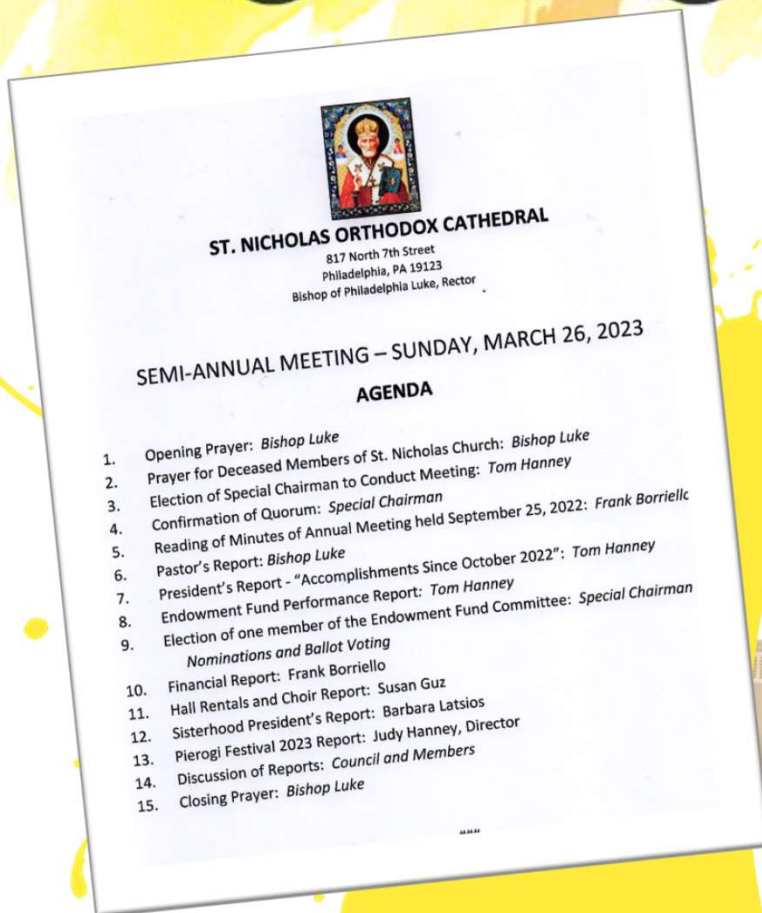 ST. NICHOLAS ORTHODOX CATHEDRAL
817 North 7th Street
Philadelphia, PA 19123
Bishop of Philadelphia Luke, Rector
SEMI-ANNUAL MEETING – SUNDAY, MARCH 26, 2023
AGENDA
1. Opening Prayer: Bishop Luke
2. Prayer for Deceased Members of St. Nicholas Church: Bishop Luke
3. Election of Special Chairman to Conduct Meeting: Tom Hanney
4. Confirmation of Quorum: Special Chairman
5. Reading of Minutes of Annual Meeting held September 25, 2022: Frank Borriello
6. Pastor's Report: Bishop Luke
7. President's Report - "Accomplishments Since October 2022": Tom Hanney
8. Endowment Fund Performance Report: Tom Hanney
9. Election of one member of the Endowment Fund Committee: Special Chairman
Nominations and Ballot Voting
10. Financial Report: Frank Borriello
11. Hall Rentals and Choir Report: Susan Guz
12. Sisterhood President's Report: Barbara Latsios
13. Pierogi Festival 2023 Report: Judy Hanney, Director
14. Discussion of Reports: Council and Members
15. Closing Prayer: Bishop Luke